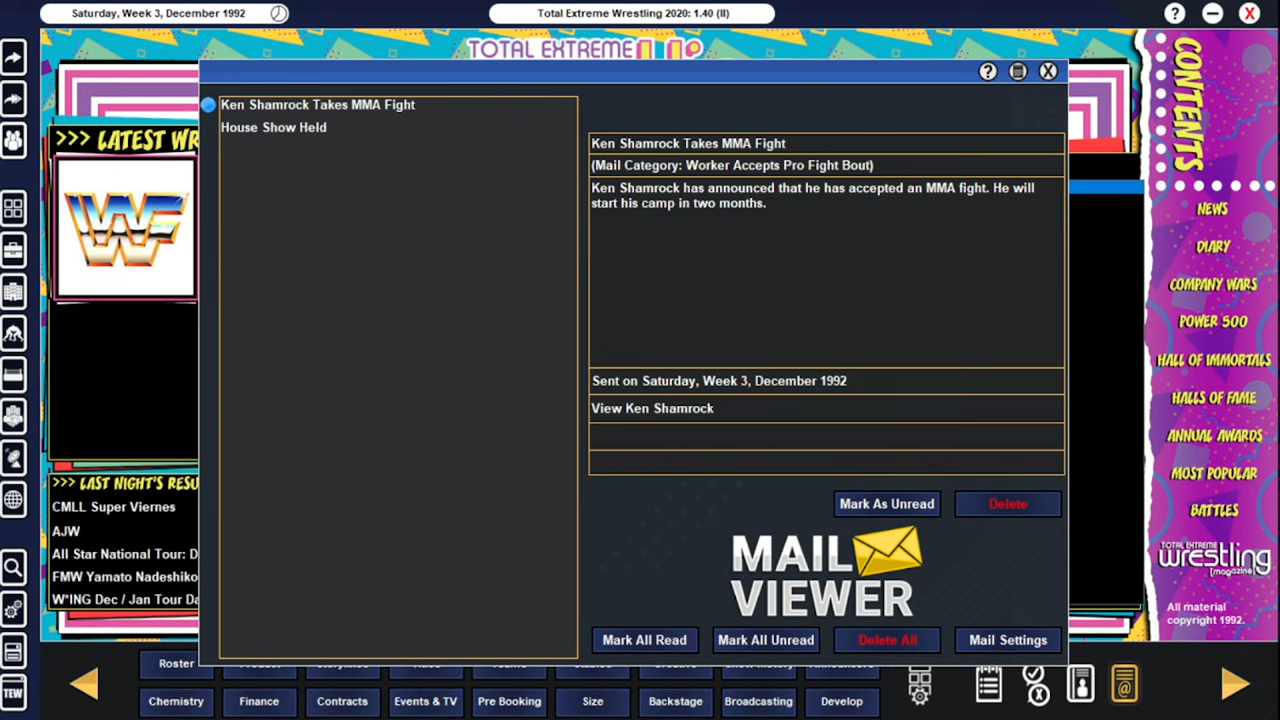 Saturday, Week 3, December 1992
Total Extreme Wrestling 2020: 1.40 (II)
?
X
TOTAL EXTREME
CONTENTS
? X
>>> LATEST WR
Ken Shamrock Takes MMA Fight
House Show Held
Ken Shamrock Takes MMA Fight
(Mail Category: Worker Accepts Pro Fight Bout)
Ken Shamrock has announced that he has accepted an MMA fight. He will
start his camp in two months.
Sent on Saturday, Week 3, December 1992
View Ken Shamrock
Mark As Unread
Delete
MAIL
VIEWER
Mark All Read
Mark All Unread
Delete All
Mail Settings
WF
>>> LAST NIGHT'S RESU
CMLL Super Viernes
AJW
All Star National Tour: D
FMW Yamato Nadeshiko
W*ING Dec / Jan Tour Da
NEWS
DIARY
COMPANY WARS
POWER 500
HALL OF IMMORTALS
HALLS OF FAME
ANNUAL AWARDS
MOST POPULAR
BATTLES
TOTAL EXTREME
wrestling
[magazine]
All material
copyright 1992.
TEW
Roster
Chemistry
Finance
Contracts
Events & TV
Pre Booking
Size
Backstage
Broadcasting
Develop